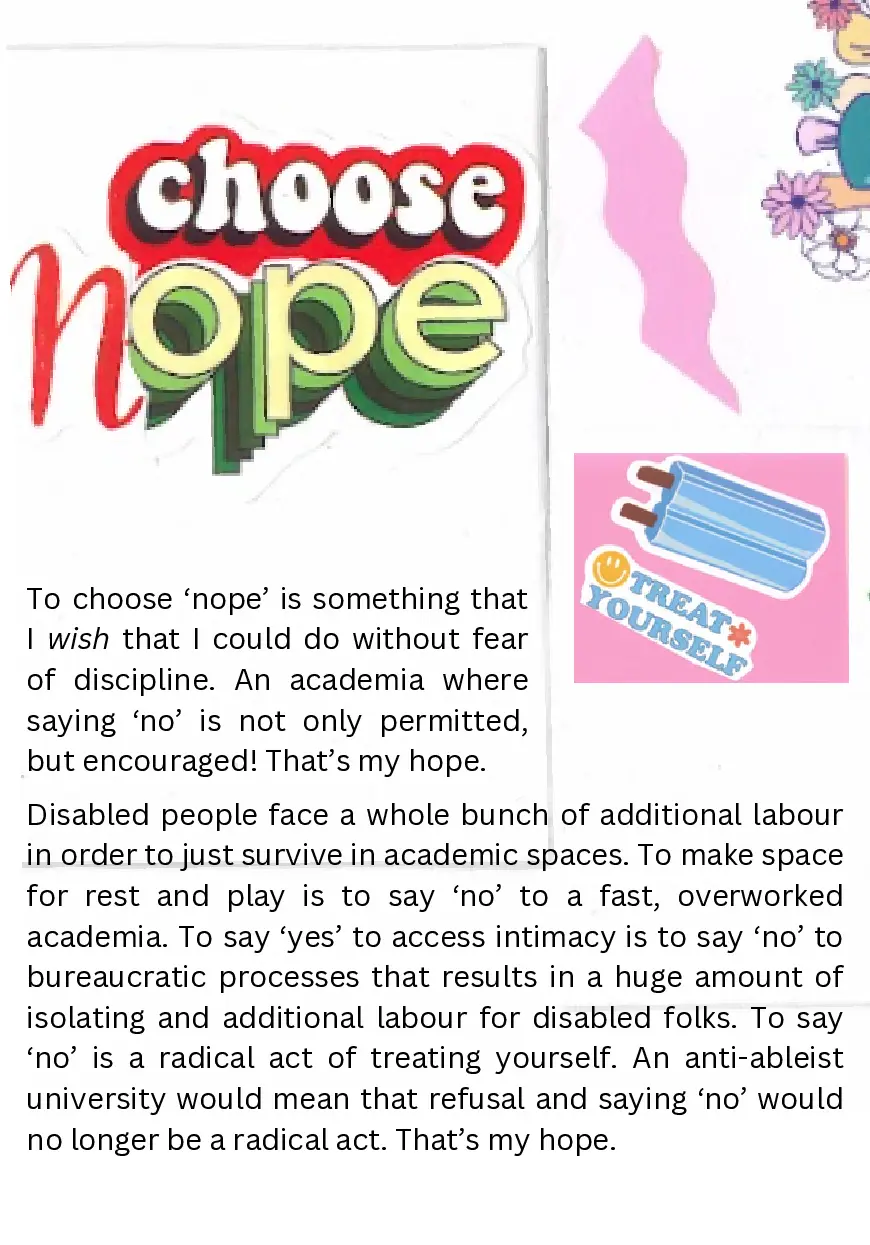 choose
nope
TREAT
YOURSELF
To choose ‘nope’ is something that
I wish that I could do without fear
of discipline. An academia where
saying ‘no’ is not only permitted,
but encouraged! That’s my hope.
Disabled people face a whole bunch of additional labour
in order to just survive in academic spaces. To make space
for rest and play is to say ‘no’ to a fast, overworked
academia. To say ‘yes’ to access intimacy is to say ‘no’ to
bureaucratic processes that results in a huge amount of
isolating and additional labour for disabled folks. To say
‘no’ is a radical act of treating yourself. An anti-ableist
university would mean that refusal and saying ‘no’ would
no longer be a radical act. That’s my hope.